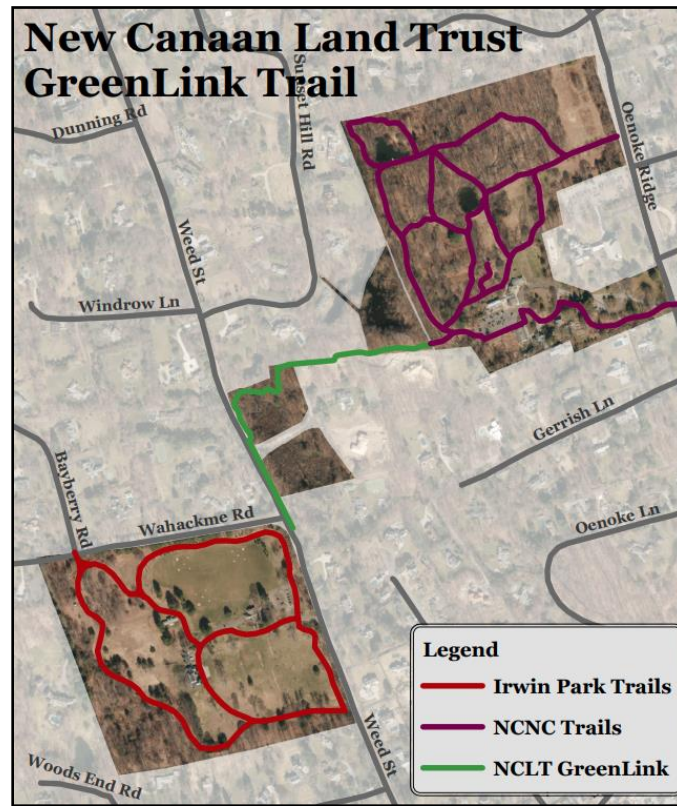 New Canaan Land Trust
GreenLink Trail
Sunset Hill Rd
Dunning Rd
Oenoke Ridge
Weed St
Windrow Ln
Gerrish Ln
Bayberry Rd
Wahackme Rd
Oenoke Ln
Legend
Irwin Park Trails
NCNC Trails
NCLT GreenLink
Weed St
Woods End Rd